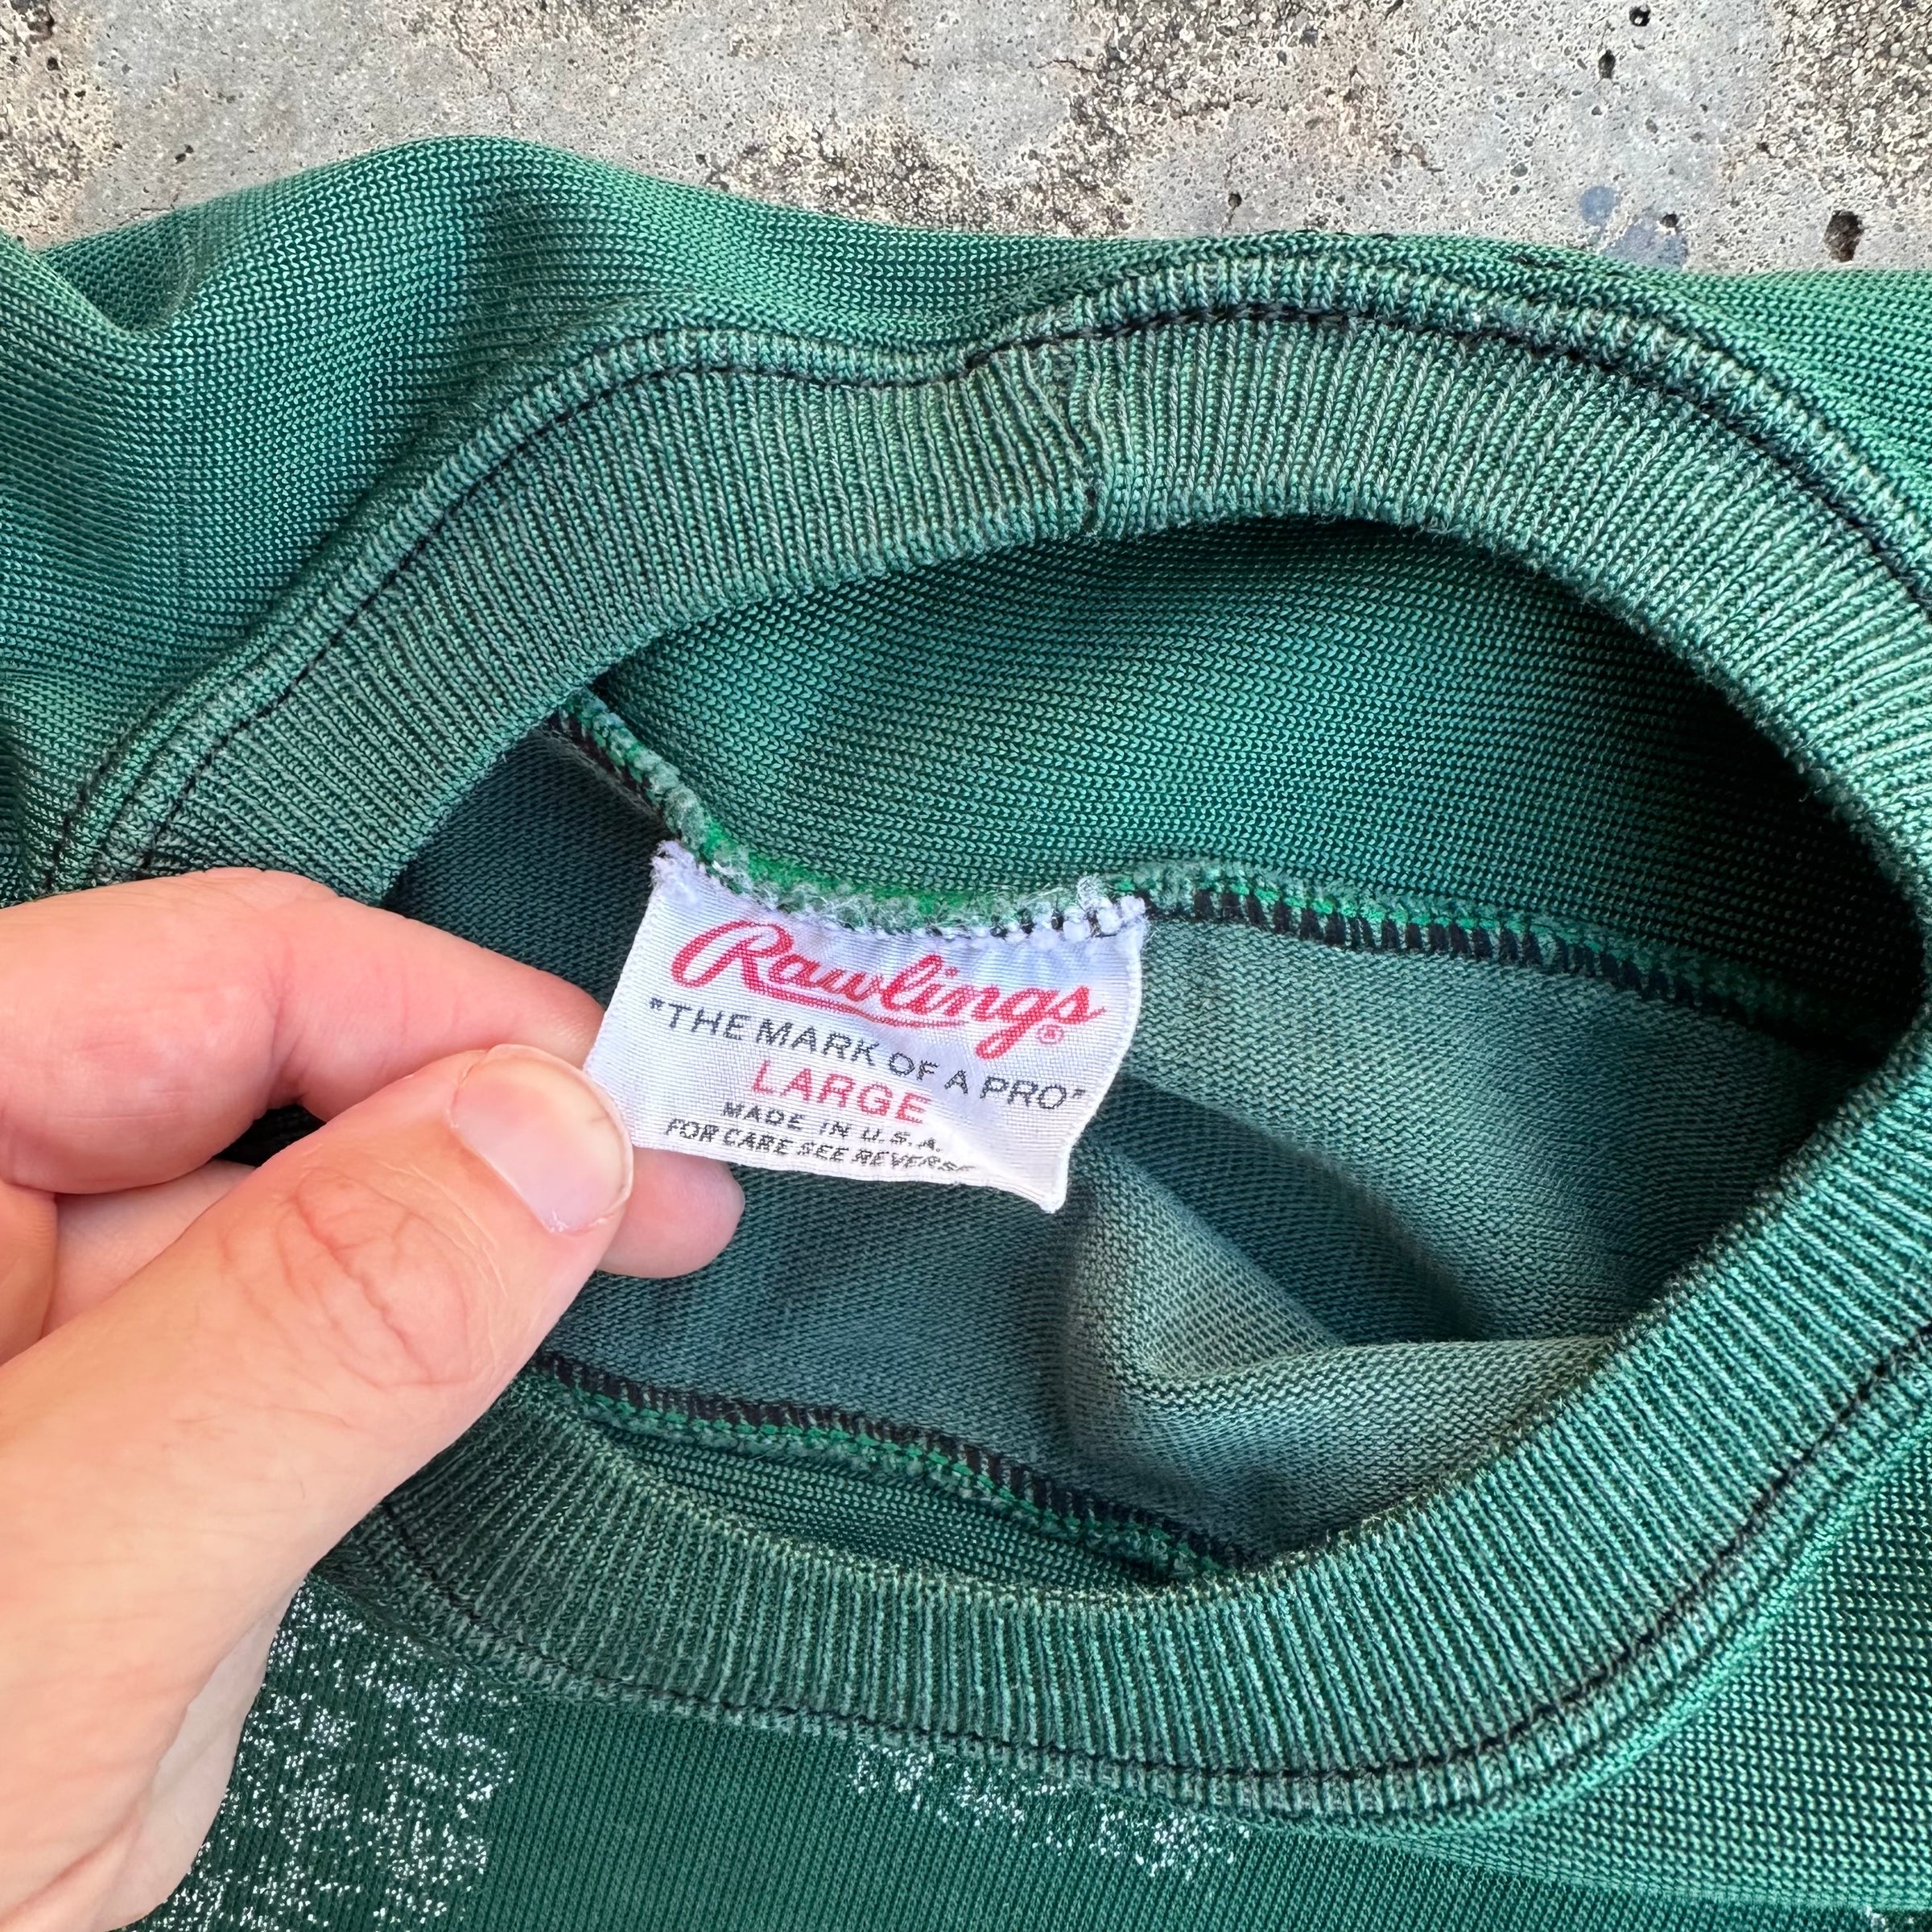 Rawlings®
"THE MARK OF A PRO"
LARGE
MADE IN U.S.A.
FOR CARE SEE REVERSE